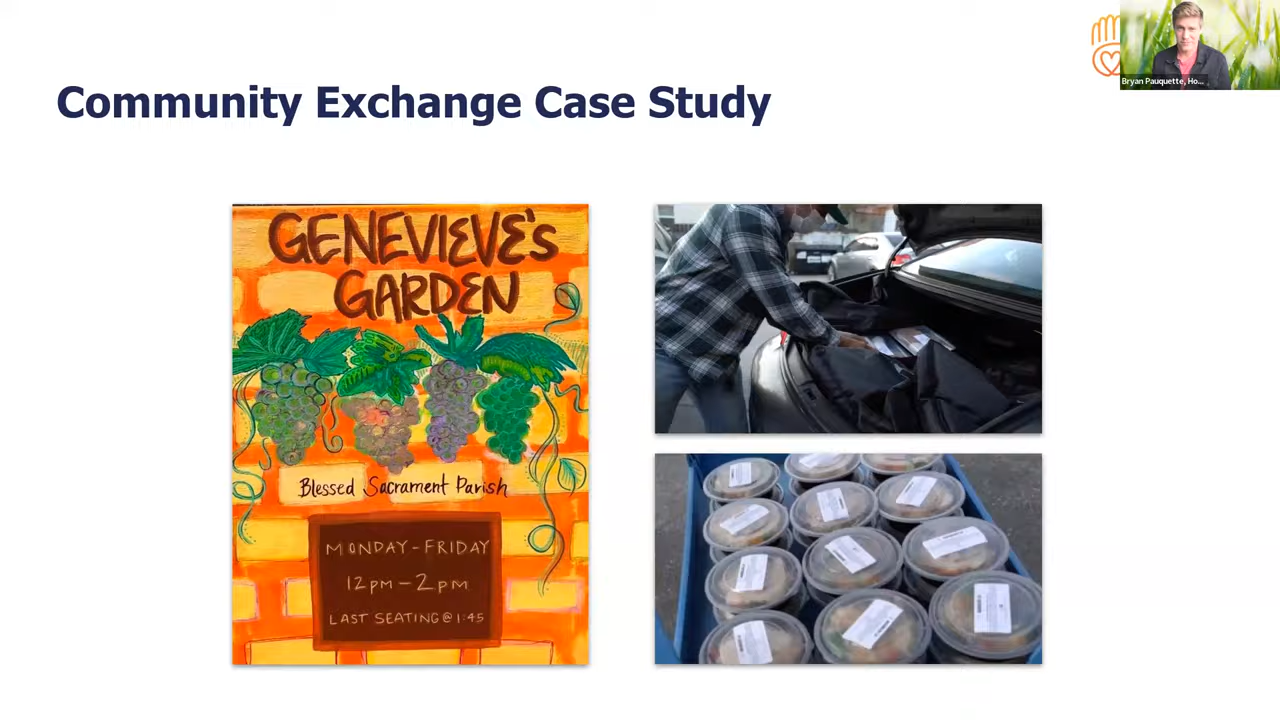 Bryan Pauquette, Ho...
Community Exchange Case Study
GENEVIEVE'S
GARDEN
Blessed Sacrament Parish
MONDAY-FRIDAY
12PM-2PM
LAST SEATING@1:45